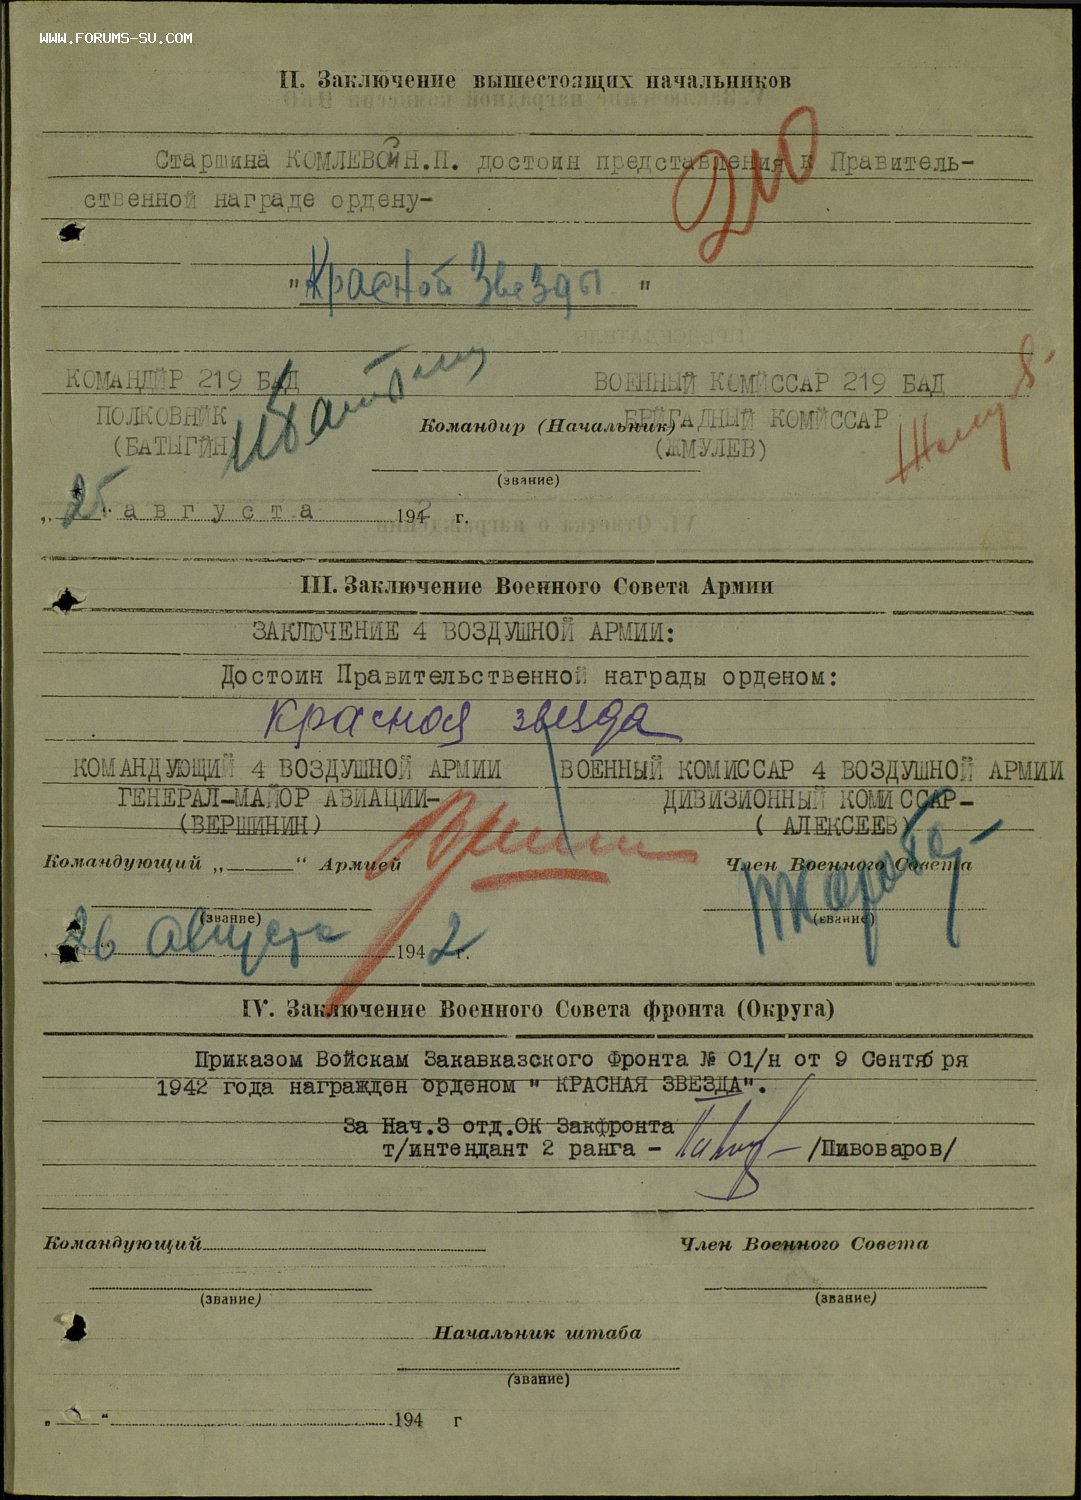 WWW.FORUMS-SU.COM
II. Заключение вышестоящих начальников
Старшина КОМЛЕВОЙ Н.П. достоин представления к Правитель-
ственной награде ордену-
210
"Красной Звезды"
КОМАНДИР 219 БАД
ПОЛКОВНИК
(БАТЫГИН)
ВОЕННЫЙ КОМИССАР 219 БАД
БРИГАДНЫЙ КОМИССАР
(ЖМУЛЕВ)
Командир (Начальник)
(звание)
„25“ августа 1942 г.
III. Заключение Военного Совета Армии
ЗАКЛЮЧЕНИЕ 4 ВОЗДУШНОЙ АРМИИ:
Достоин Правительственной награды орденом:
Красная звезда
КОМАНДУЮЩИЙ 4 ВОЗДУШНОЙ АРМИИ
ГЕНЕРАЛ-МАЙОР АВИАЦИИ-
(ВЕРШИНИН)
ВОЕННЫЙ КОМИССАР 4 ВОЗДУШНОЙ АРМИИ
ДИВИЗИОННЫЙ КОМИССАР-
( АЛЕКСЕЕВ)
Командующий „ “ Армией
Член Военного Совета
(звание)
(звание)
26 августа 1942 г.
IV. Заключение Военного Совета фронта (Округа)
Приказом Войскам Закавказского Фронта № 01/н от 9 Сентября
1942 года награжден орденом " КРАСНАЯ ЗВЕЗДА".
За Нач.3 отд.ОК Закфронта
т/интендант 2 ранга - /Пивоваров/
Командующий
Член Военного Совета
(звание)
(звание)
Начальник штаба
(звание)
„ “ 194 г